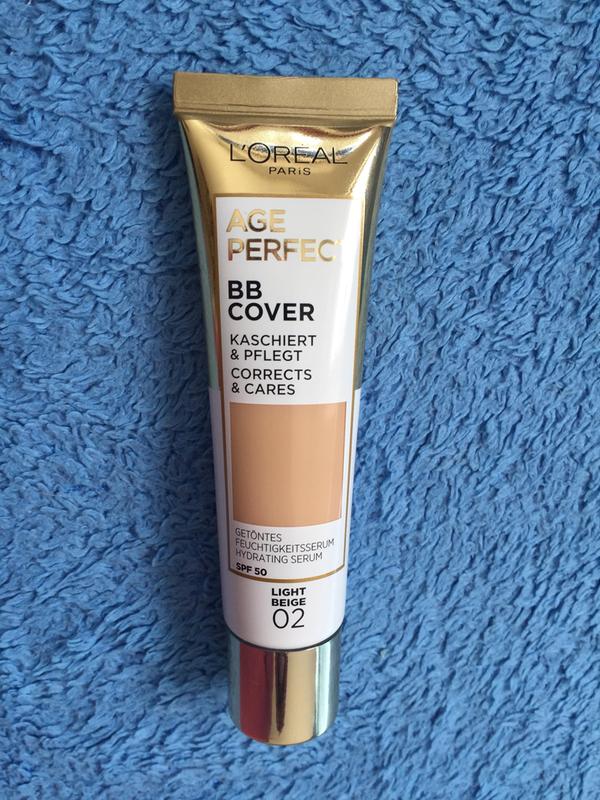 L'ORÉAL
PARiS
AGE
PERFECT
BB
COVER
KASCHIERT
& PFLEGT
CORRECTS
& CARES
GETÖNTES
FEUCHTIGKEITSSERUM
HYDRATING SERUM
SPF 50
LIGHT
BEIGE
02